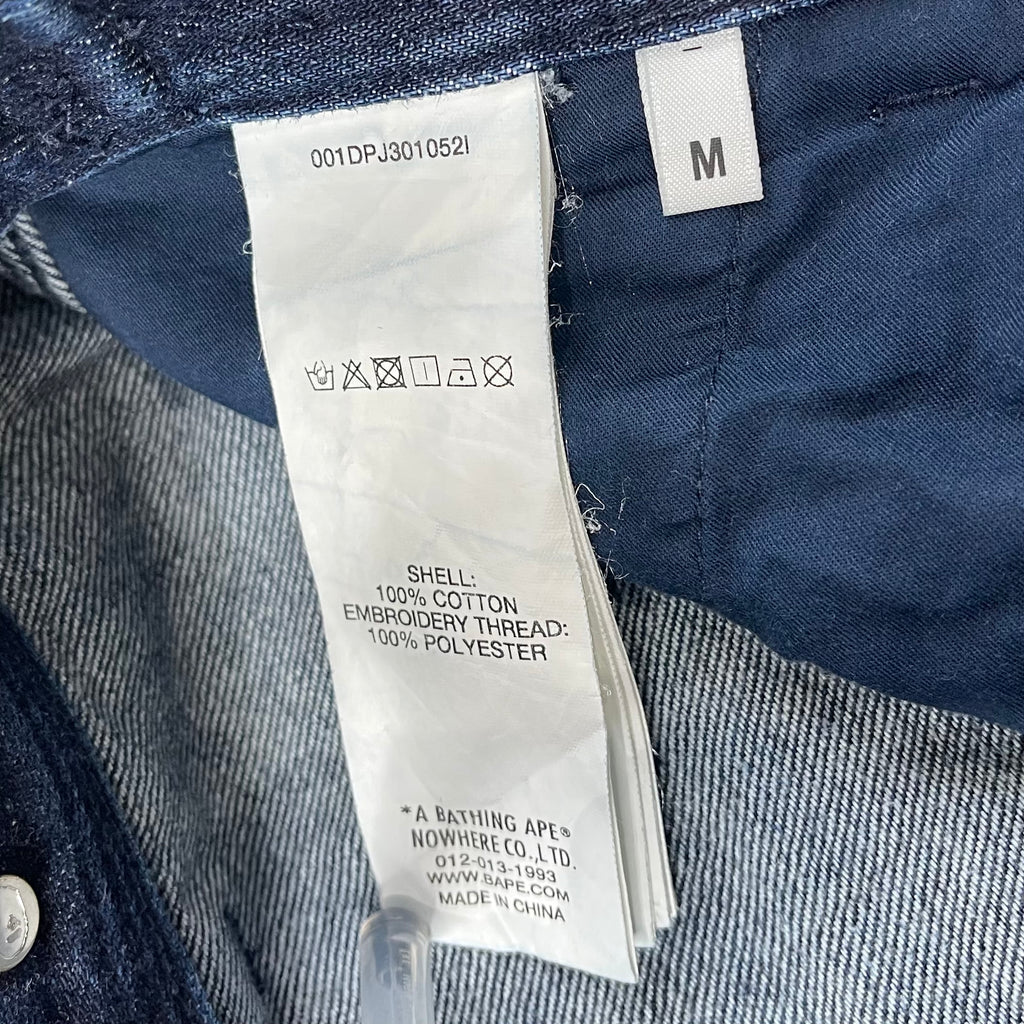 001DPJ301052I
M
SHELL:
100% COTTON
EMBROIDERY THREAD:
100% POLYESTER
*A BATHING APE®
NOWHERE CO.,LTD.
012-013-1993
WWW.BAPE.COM
MADE IN CHINA